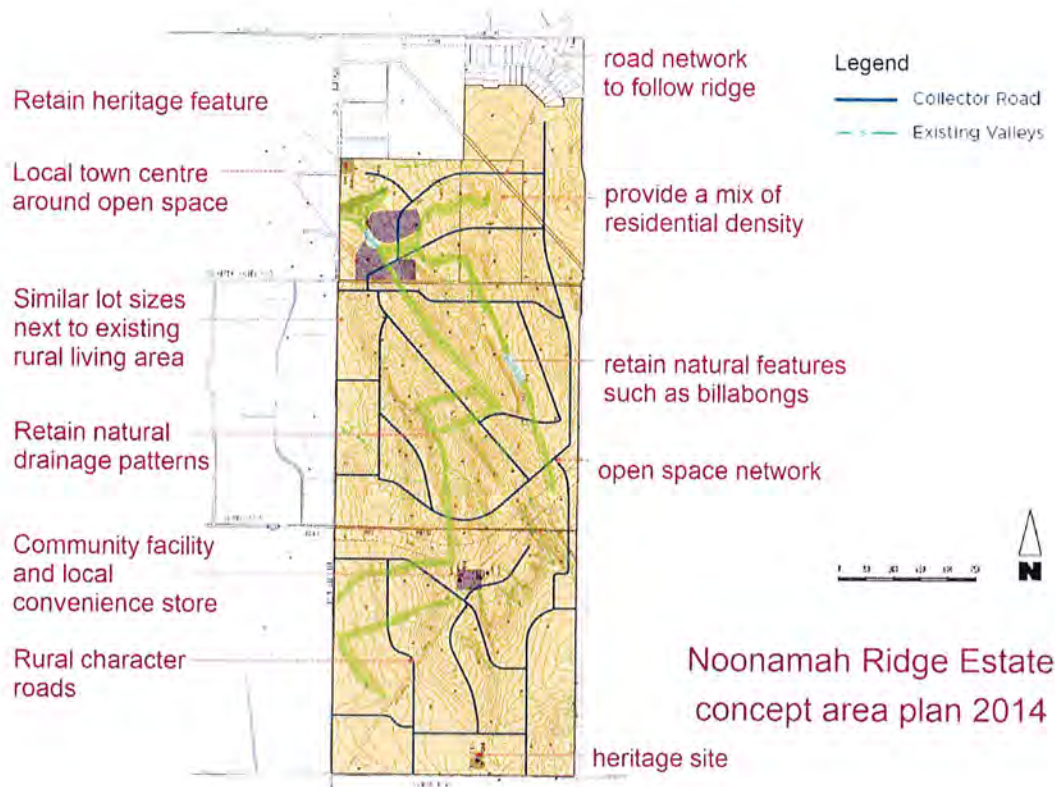 Retain heritage feature
Local town centre
around open space
Similar lot sizes
next to existing
rural living area
Retain natural
drainage patterns
Community facility
and local
convenience store
Rural character
roads
road network
to follow ridge
provide a mix of
residential density
retain natural features
such as billabongs
open space network
heritage site
Legend
Collector Road
Existing Valleys
N
Noonamah Ridge Estate
concept area plan 2014